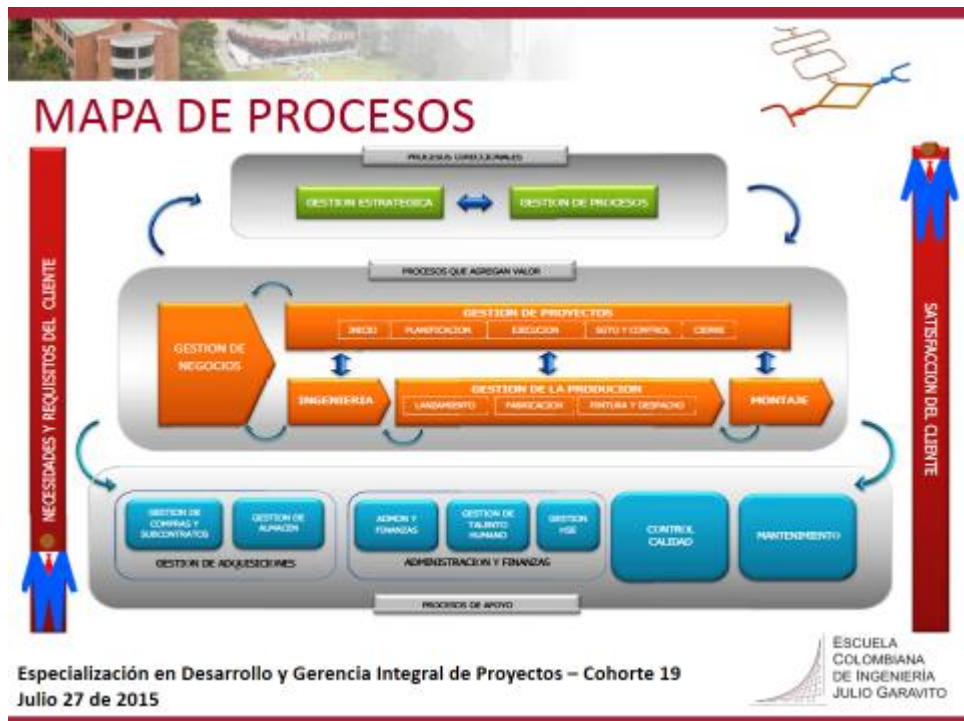 MAPA DE PROCESOS
NECESIDADES Y REQUISITOS DEL CLIENTE
SATISFACCION DEL CLIENTE
PROCESOS
GESTION ESTRATEGICA
GESTION DE PROCESOS
PROCESOS QUE AGREGAN VALOR
GESTION DE
NEGOCIOS
GESTION DE PROYECTOS
INICIO
PLANIFICACION
EJECUCION
SGTO Y CONTROL
CIERRE
INGENIERIA
GESTION DE LA PRODUCION
LANZAMIENTO
FABRICACION
PINTURA Y DESPACHO
MONTAJE
GESTION DE
COMPRAS Y
SUBCONTRATOS
GESTION DE
ALMACEN
GESTION DE ADQUISICIONES
ADMON Y
FINANZAS
GESTION DE
TALENTO
HUMANO
GESTION
HSE
ADMINISTRACION Y FINANZAS
CONTROL
CALIDAD
MANTENIMIENTO
PROCESOS DE APOYO
Especialización en Desarrollo y Gerencia Integral de Proyectos – Cohorte 19
Julio 27 de 2015
ESCUELA
COLOMBIANA
DE INGENIERÍA
JULIO GARAVITO